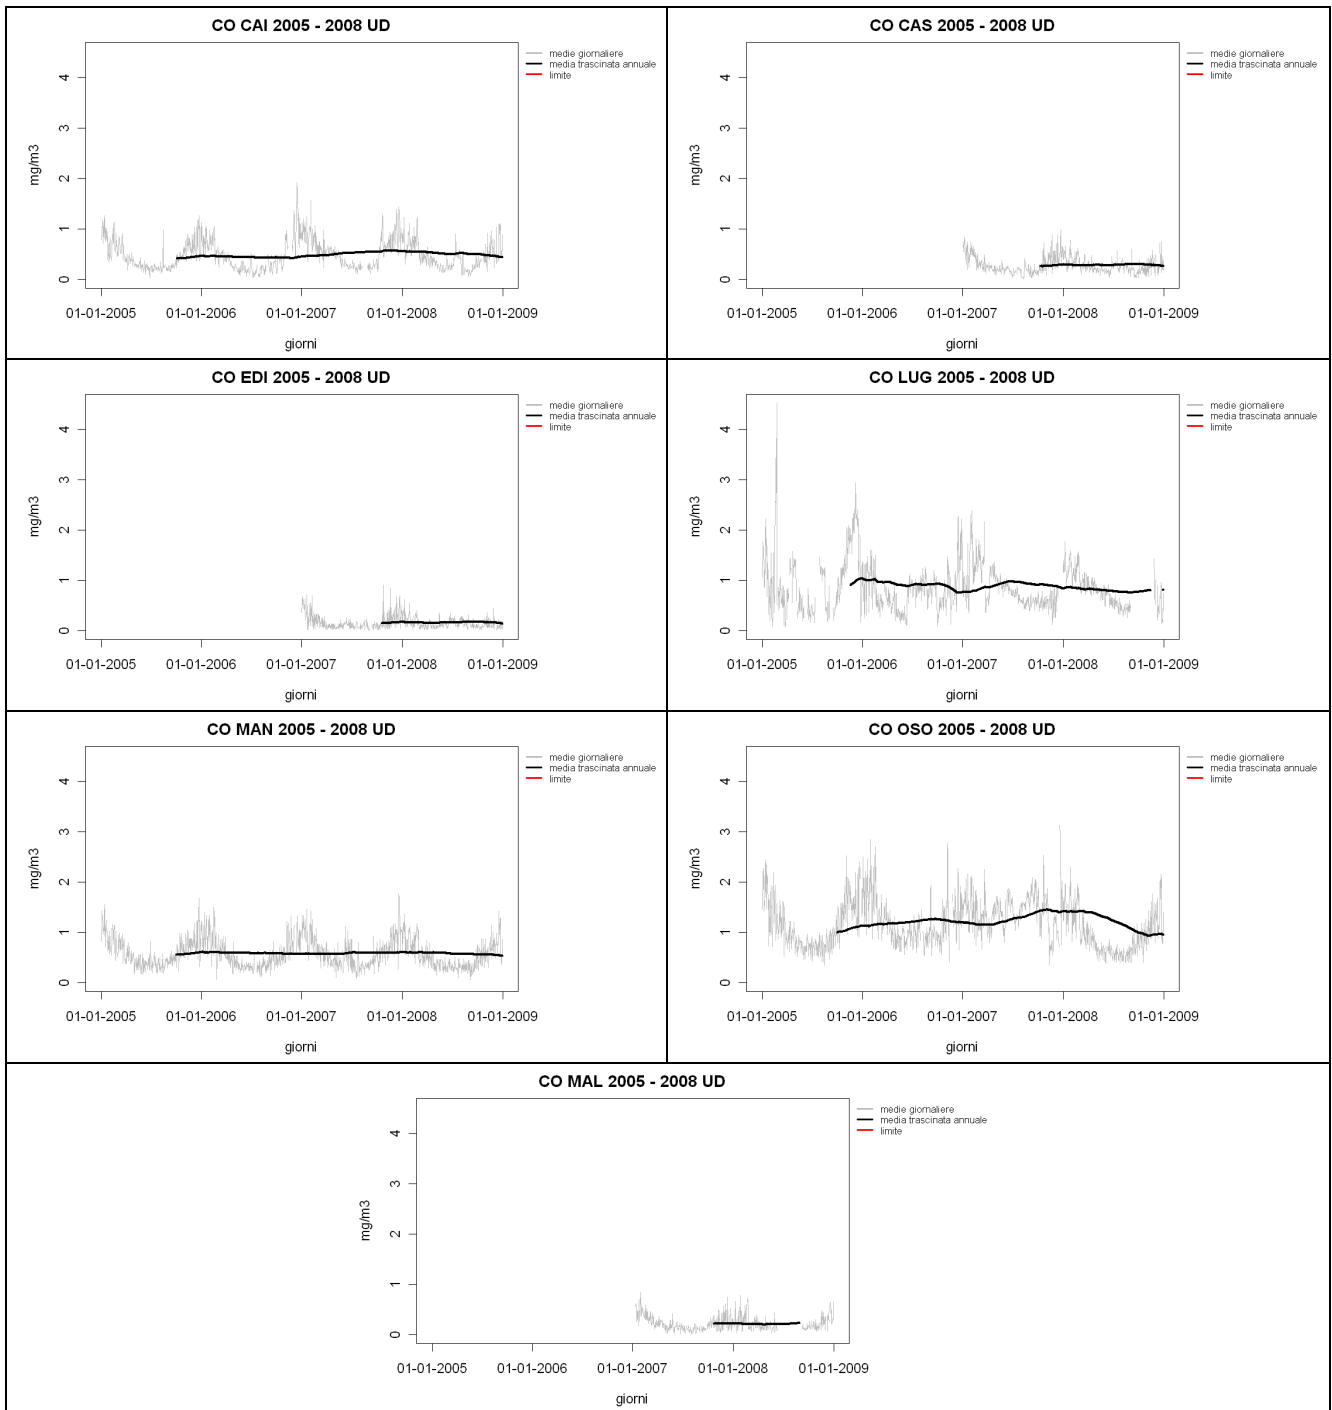 CO CAI 2005 - 2008 UD
medie giornaliere
media trascinata annuale
limite
mg/m3
4
3
2
1
0
01-01-2005 01-01-2006 01-01-2007 01-01-2008 01-01-2009
giorni
CO CAS 2005 - 2008 UD
medie giornaliere
media trascinata annuale
limite
mg/m3
4
3
2
1
0
01-01-2005 01-01-2006 01-01-2007 01-01-2008 01-01-2009
giorni
CO EDI 2005 - 2008 UD
medie giornaliere
media trascinata annuale
limite
mg/m3
4
3
2
1
0
01-01-2005 01-01-2006 01-01-2007 01-01-2008 01-01-2009
giorni
CO LUG 2005 - 2008 UD
medie giornaliere
media trascinata annuale
limite
mg/m3
4
3
2
1
0
01-01-2005 01-01-2006 01-01-2007 01-01-2008 01-01-2009
giorni
CO MAN 2005 - 2008 UD
medie giornaliere
media trascinata annuale
limite
mg/m3
4
3
2
1
0
01-01-2005 01-01-2006 01-01-2007 01-01-2008 01-01-2009
giorni
CO OSO 2005 - 2008 UD
medie giornaliere
media trascinata annuale
limite
mg/m3
4
3
2
1
0
01-01-2005 01-01-2006 01-01-2007 01-01-2008 01-01-2009
giorni
CO MAL 2005 - 2008 UD
medie giornaliere
media trascinata annuale
limite
mg/m3
4
3
2
1
0
01-01-2005 01-01-2006 01-01-2007 01-01-2008 01-01-2009
giorni